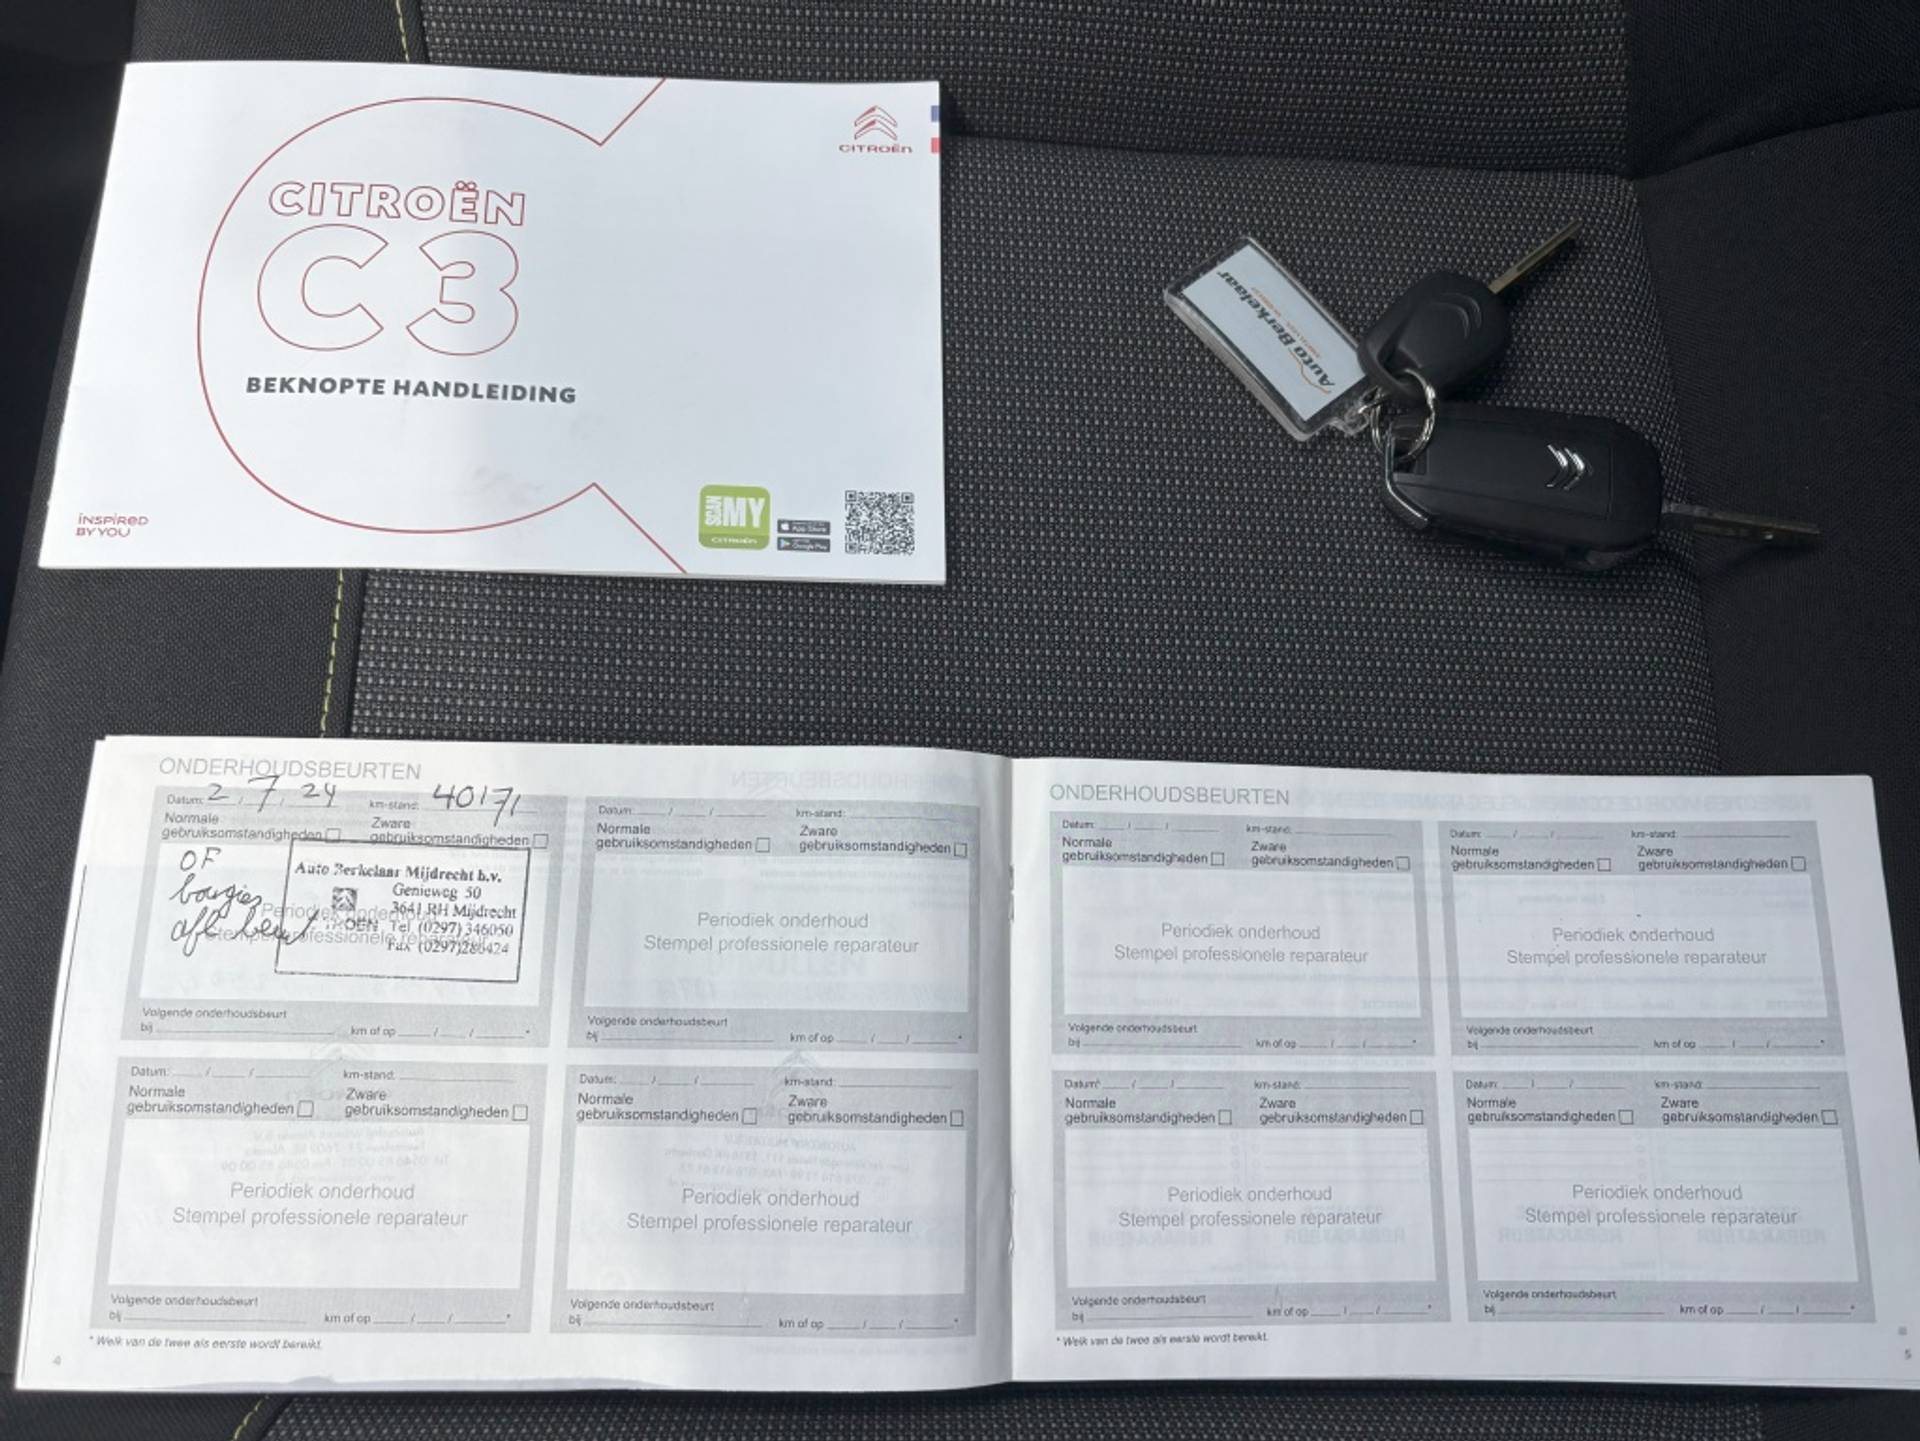 CITROËN
CITROËN
C3
BEKNOPTE HANDLEIDING
INSPIRED
BY YOU
SCAN MY
CITROËN
App Store
Google Play
Auto Berkelaar
ONDERHOUDSBEURTEN
Datum: 2 / 7 / 24 km-stand: 40171
Normale gebruiksomstandigheden Zware gebruiksomstandigheden
OF
bougies
Auto Berkelaar Mijdrecht b.v.
Genieweg 50
3641 RH Mijdrecht
Tel (0297) 346050
Fax (0297)286424
Periodiek onderhoud
Stempel professionele reparateur
Volgende onderhoudsbeurt
bij km of op / / *
Datum: / / km-stand:
Normale gebruiksomstandigheden Zware gebruiksomstandigheden
Periodiek onderhoud
Stempel professionele reparateur
Volgende onderhoudsbeurt
bij km of op / / *
Datum: / / km-stand:
Normale gebruiksomstandigheden Zware gebruiksomstandigheden
Periodiek onderhoud
Stempel professionele reparateur
Volgende onderhoudsbeurt
bij km of op / / *
Datum: / / km-stand:
Normale gebruiksomstandigheden Zware gebruiksomstandigheden
Periodiek onderhoud
Stempel professionele reparateur
Volgende onderhoudsbeurt
bij km of op / / *
* Welk van de twee als eerste wordt bereikt.
4
ONDERHOUDSBEURTEN
Datum: / / km-stand:
Normale gebruiksomstandigheden Zware gebruiksomstandigheden
Periodiek onderhoud
Stempel professionele reparateur
Volgende onderhoudsbeurt
bij km of op / / *
Datum: / / km-stand:
Normale gebruiksomstandigheden Zware gebruiksomstandigheden
Periodiek onderhoud
Stempel professionele reparateur
Volgende onderhoudsbeurt
bij km of op / / *
Datum: / / km-stand:
Normale gebruiksomstandigheden Zware gebruiksomstandigheden
Periodiek onderhoud
Stempel professionele reparateur
Volgende onderhoudsbeurt
bij km of op / / *
Datum: / / km-stand:
Normale gebruiksomstandigheden Zware gebruiksomstandigheden
Periodiek onderhoud
Stempel professionele reparateur
Volgende onderhoudsbeurt
bij km of op / / *
* Welk van de twee als eerste wordt bereikt.
5